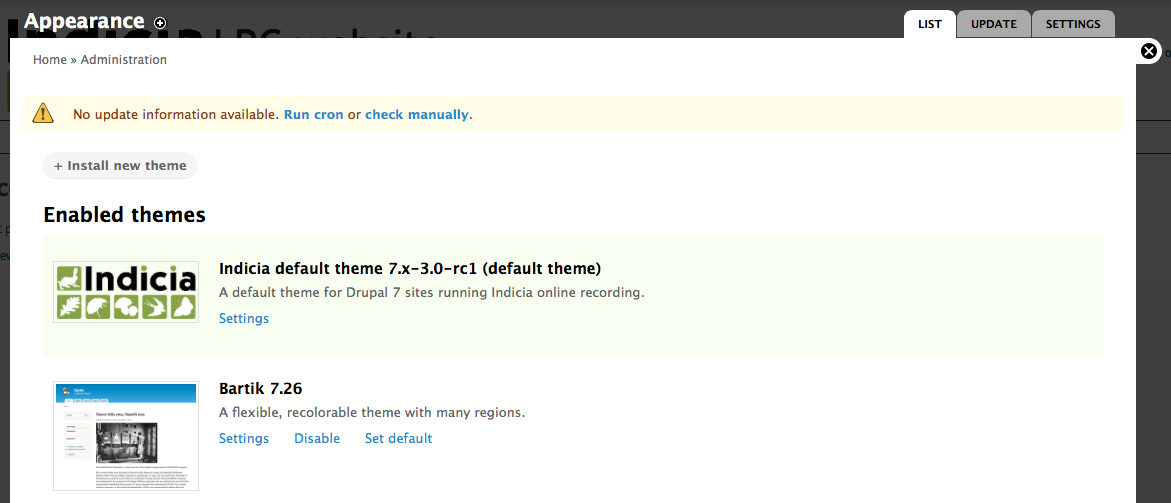 Appearance
LIST
UPDATE
SETTINGS
Home » Administration
No update information available. Run cron or check manually.
+ Install new theme
Enabled themes
Indicia
Indicia default theme 7.x-3.0-rc1 (default theme)
A default theme for Drupal 7 sites running Indicia online recording.
Settings
Bartik 7.26
A flexible, recolorable theme with many regions.
Settings Disable Set default